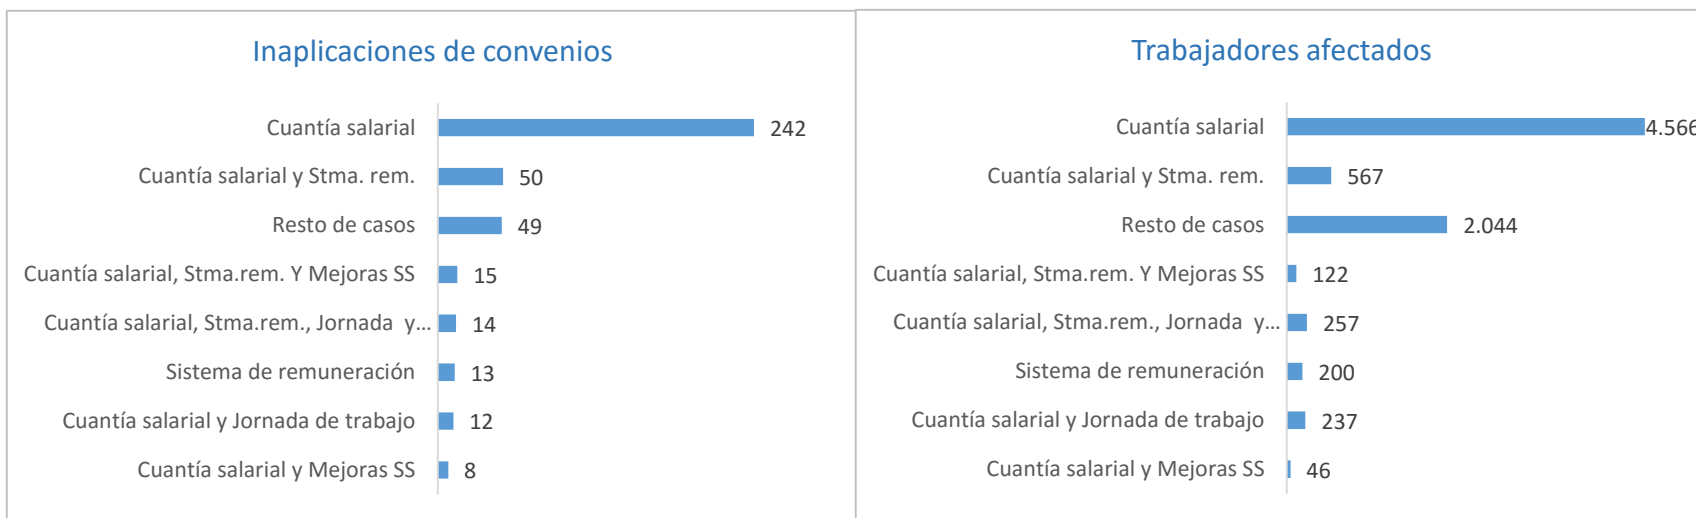 Inaplicaciones de convenios
Cuantía salarial 242
Cuantía salarial y Stma. rem. 50
Resto de casos 49
Cuantía salarial, Stma.rem. Y Mejoras SS 15
Cuantía salarial, Stma.rem., Jornada y... 14
Sistema de remuneración 13
Cuantía salarial y Jornada de trabajo 12
Cuantía salarial y Mejoras SS 8
Trabajadores afectados
Cuantía salarial 4.566
Cuantía salarial y Stma. rem. 567
Resto de casos 2.044
Cuantía salarial, Stma.rem. Y Mejoras SS 122
Cuantía salarial, Stma.rem., Jornada y... 257
Sistema de remuneración 200
Cuantía salarial y Jornada de trabajo 237
Cuantía salarial y Mejoras SS 46